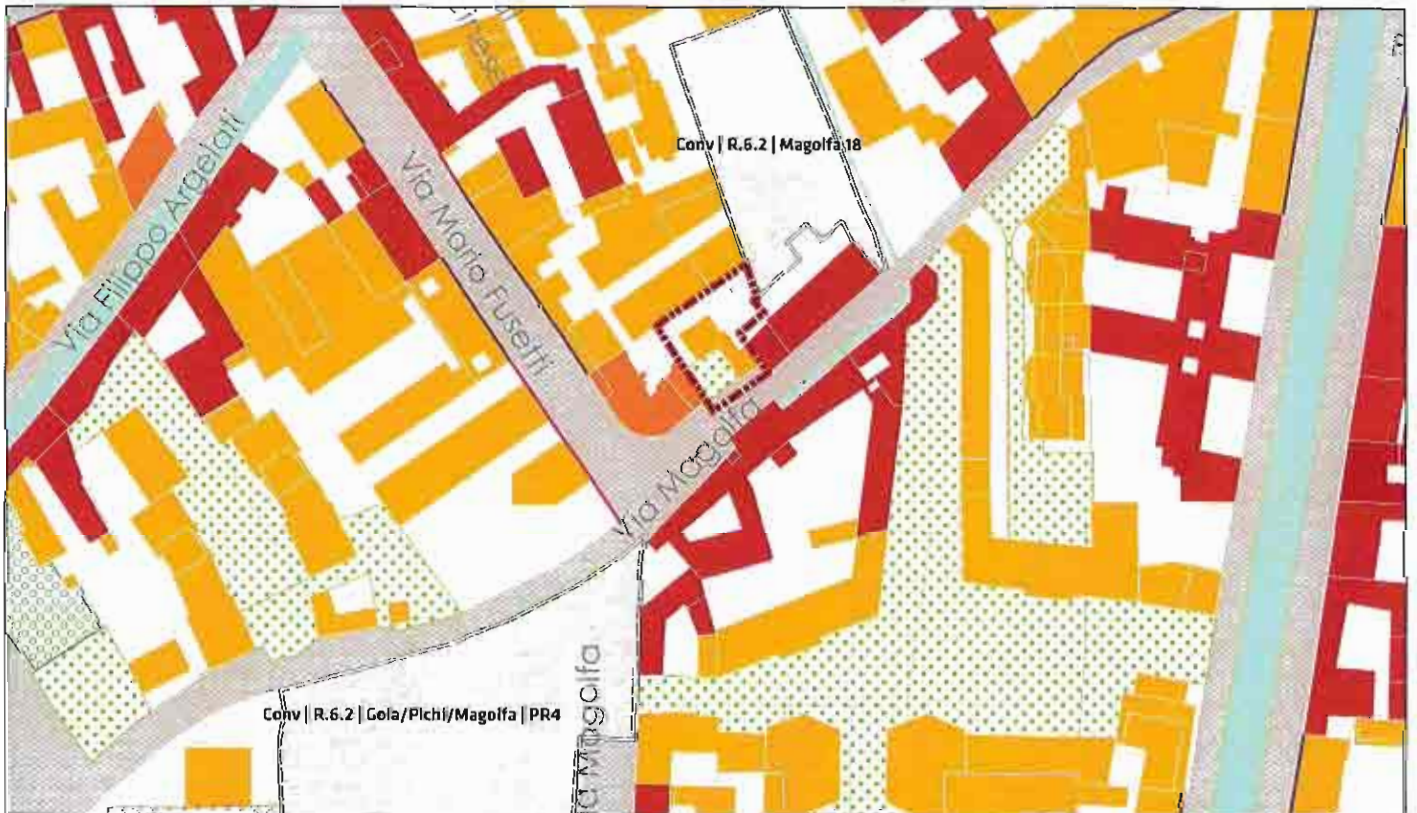 Conv | R.6.2 | Magolfa 18
Via Filippo Argelati
Via Mario Fusetti
Via Magolfa
Conv | R.6.2 | Gola/Pichi/Magolfa | PR4
Magolfa